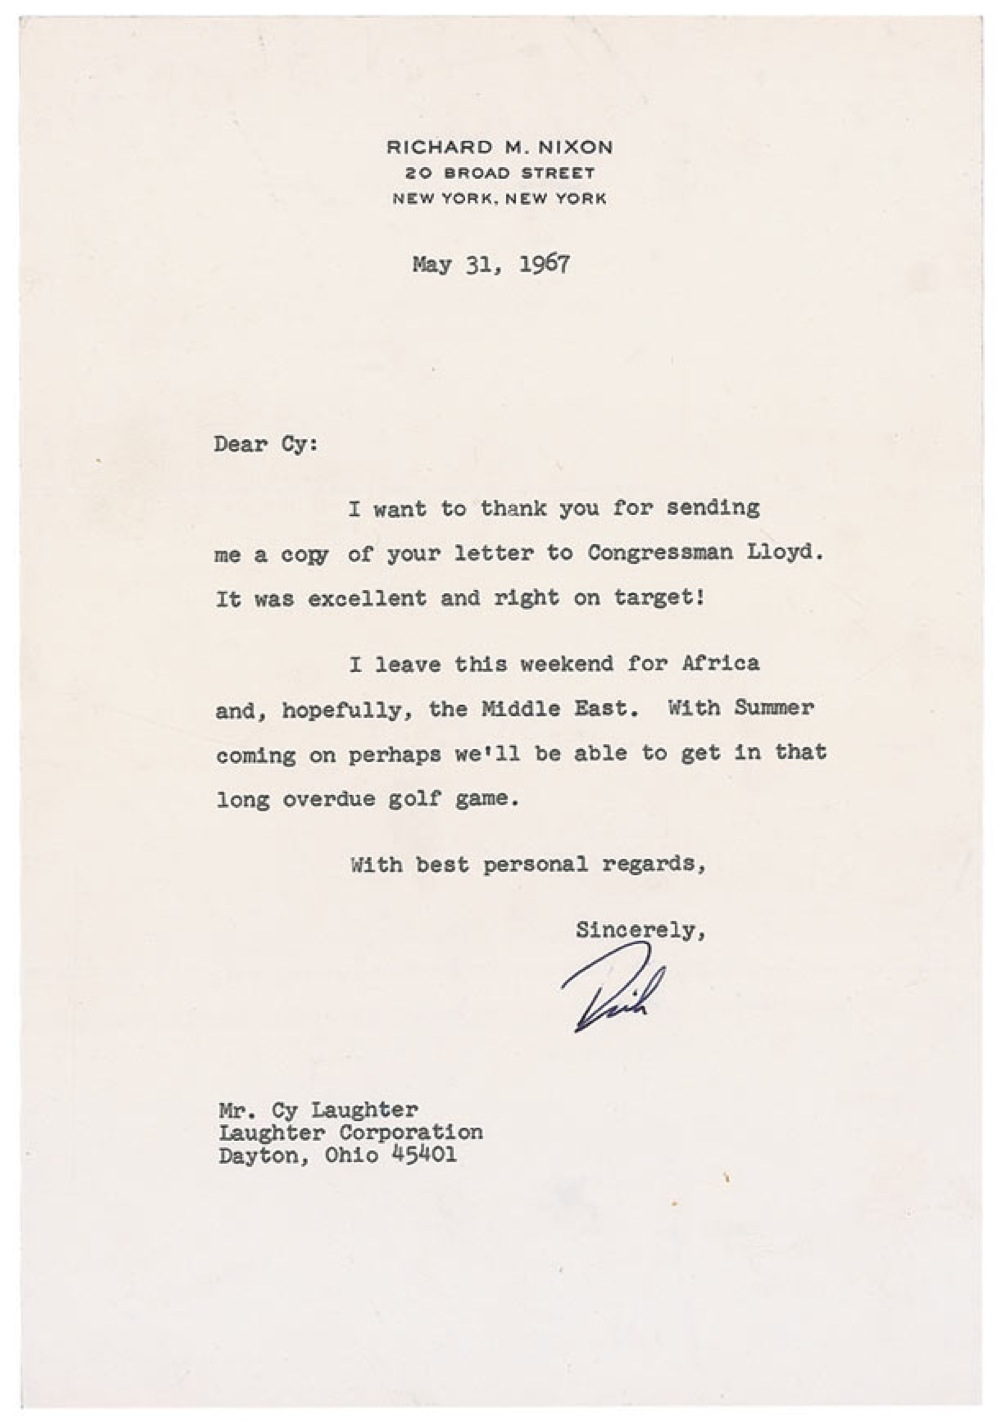 RICHARD M. NIXON
20 BROAD STREET
NEW YORK, NEW YORK
May 31, 1967
Dear Cy:
I want to thank you for sending
me a copy of your letter to Congressman Lloyd.
It was excellent and right on target!
I leave this weekend for Africa
and, hopefully, the Middle East. With Summer
coming on perhaps we'll be able to get in that
long overdue golf game.
With best personal regards,
Sincerely,
Dick
Mr. Cy Laughter
Laughter Corporation
Dayton, Ohio 45401